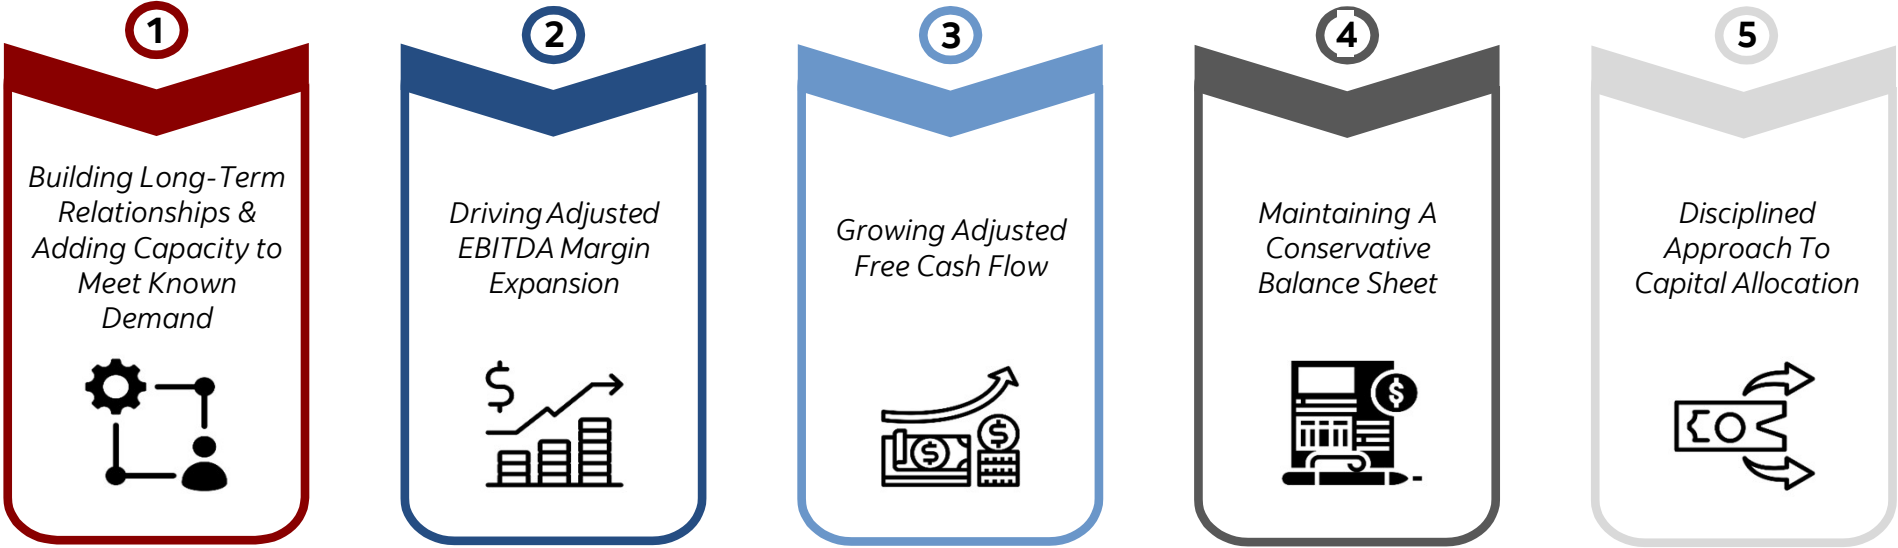 1
Building Long-Term
Relationships &
Adding Capacity to
Meet Known
Demand
2
Driving Adjusted
EBITDA Margin
Expansion
$
3
Growing Adjusted
Free Cash Flow
$
$
4
Maintaining A
Conservative
Balance Sheet
$
5
Disciplined
Approach To
Capital Allocation